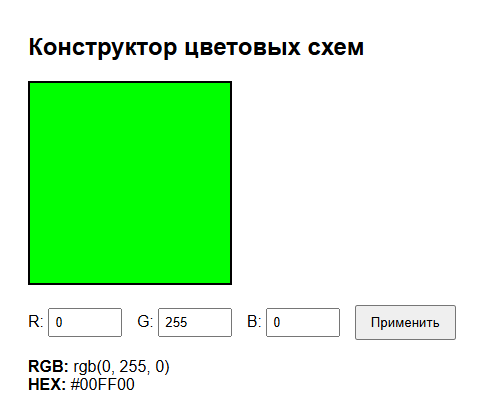 Конструктор цветовых схем
R: 0 G: 255 B: 0 Применить
RGB: rgb(0, 255, 0)
HEX: #00FF00